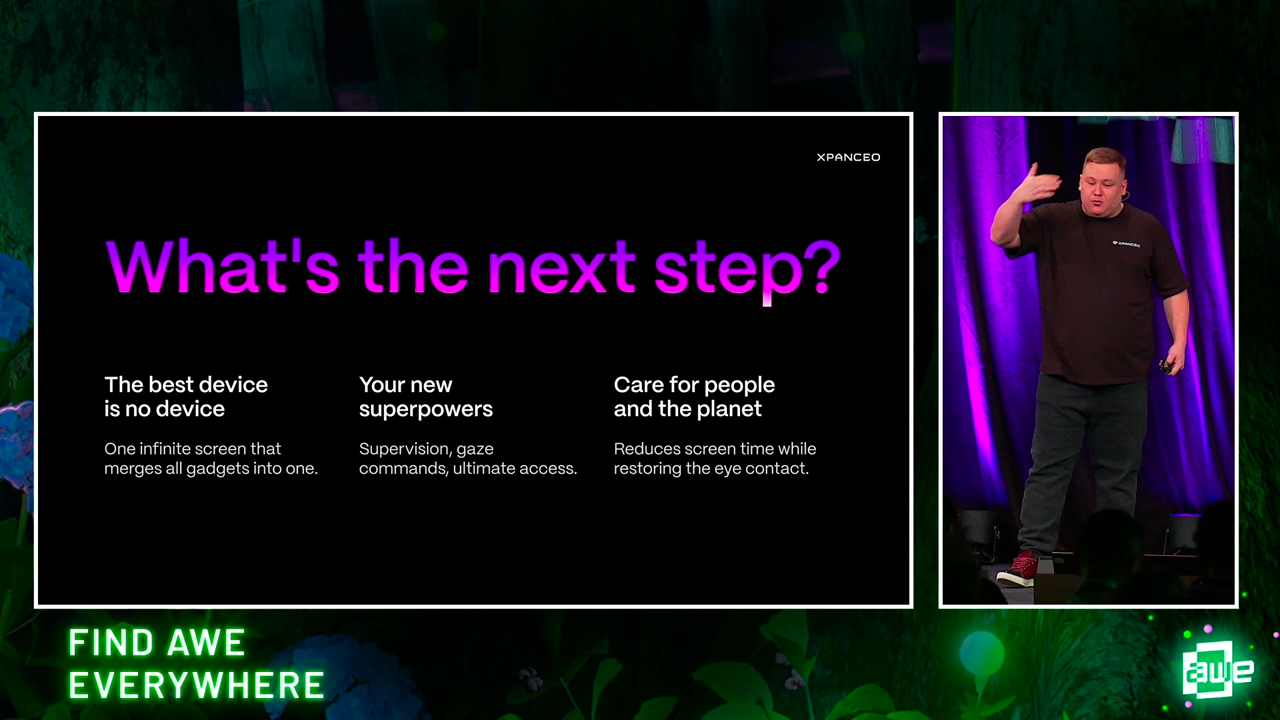 XPANCEO
What's the next step?
The best device
is no device
One infinite screen that
merges all gadgets into one.
Your new
superpowers
Supervision, gaze
commands, ultimate access.
Care for people
and the planet
Reduces screen time while
restoring the eye contact.
XPANCEO
FIND AWE
EVERYWHERE
awe